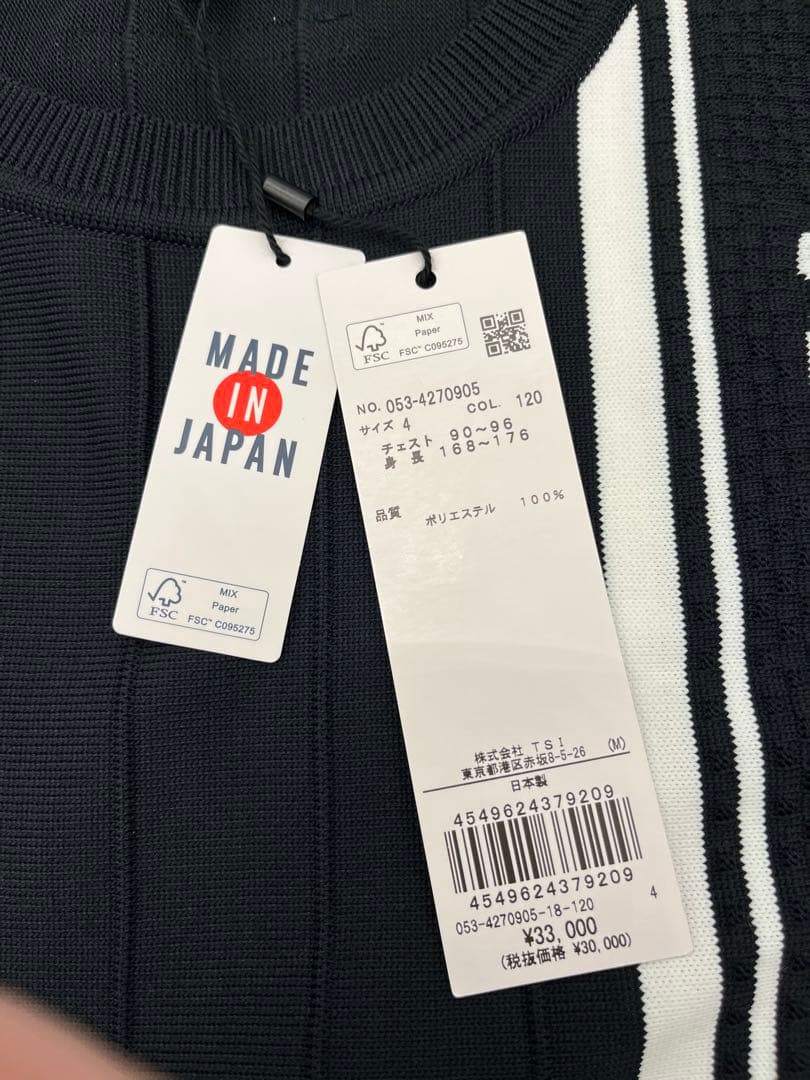 MADE
IN
JAPAN
FSC™
MIX
Paper
FSC™ C095275
FSC™
MIX
Paper
FSC™ C095275
NO. 053-4270905
サイズ 4 COL. 120
チェスト 90～96
身長 168～176
品質 ポリエステル 100%
株式会社 TSI
東京都港区赤坂8-5-26 (M)
日本製
4549624379209
4549624379209
053-4270905-18-120 4
¥33,000
(税抜価格 ¥30,000)